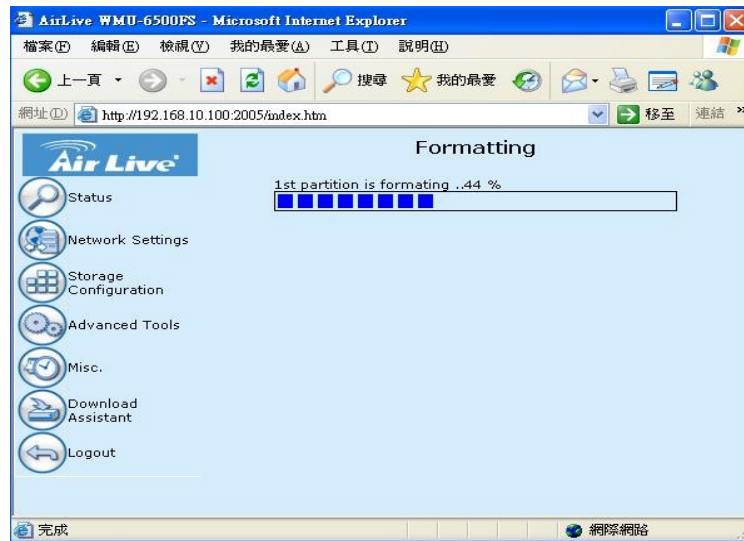 AirLive WMU-6500FS - Microsoft Internet Explorer
檔案(F) 編輯(E) 檢視(V) 我的最愛(A) 工具(T) 說明(H)
上一頁 搜尋 我的最愛
網址(D) http://192.168.10.100:2005/index.htm 移至 連結 »
Air Live
Formatting
1st partition is formating ..44 %
Status
Network Settings
Storage
Configuration
Advanced Tools
Misc.
Download
Assistant
Logout
完成 網際網路